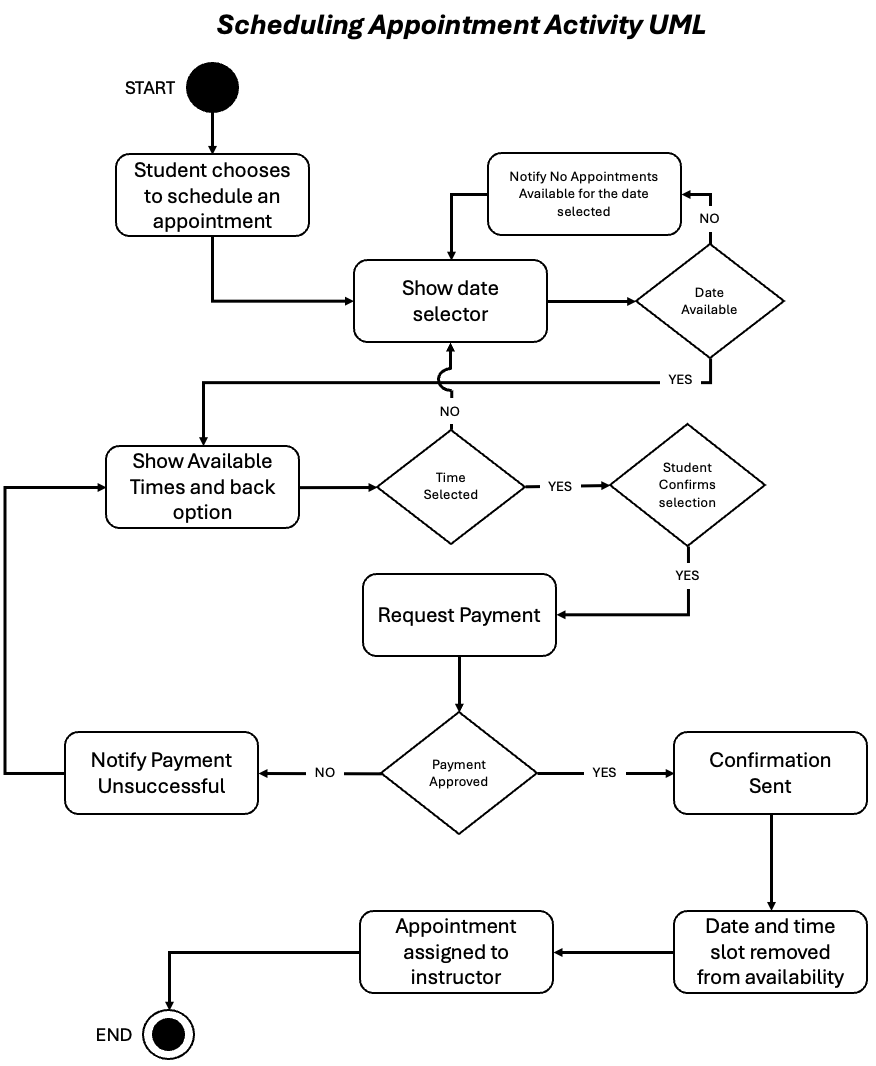 Scheduling Appointment Activity UML
START
Student chooses
to schedule an
appointment
Notify No Appointments
Available for the date
selected
NO
Show date
selector
Date
Available
YES
NO
Show Available
Times and back
option
Time
Selected
YES
Student
Confirms
selection
YES
Request Payment
Notify Payment
Unsuccessful
NO
Payment
Approved
YES
Confirmation
Sent
Appointment
assigned to
instructor
Date and time
slot removed
from availability
END